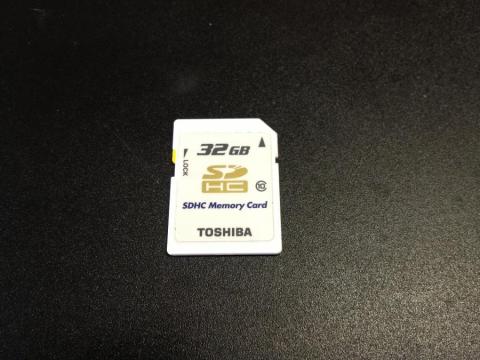 32GB
LOCK
SD
HC
10
SDHC Memory Card
TOSHIBA